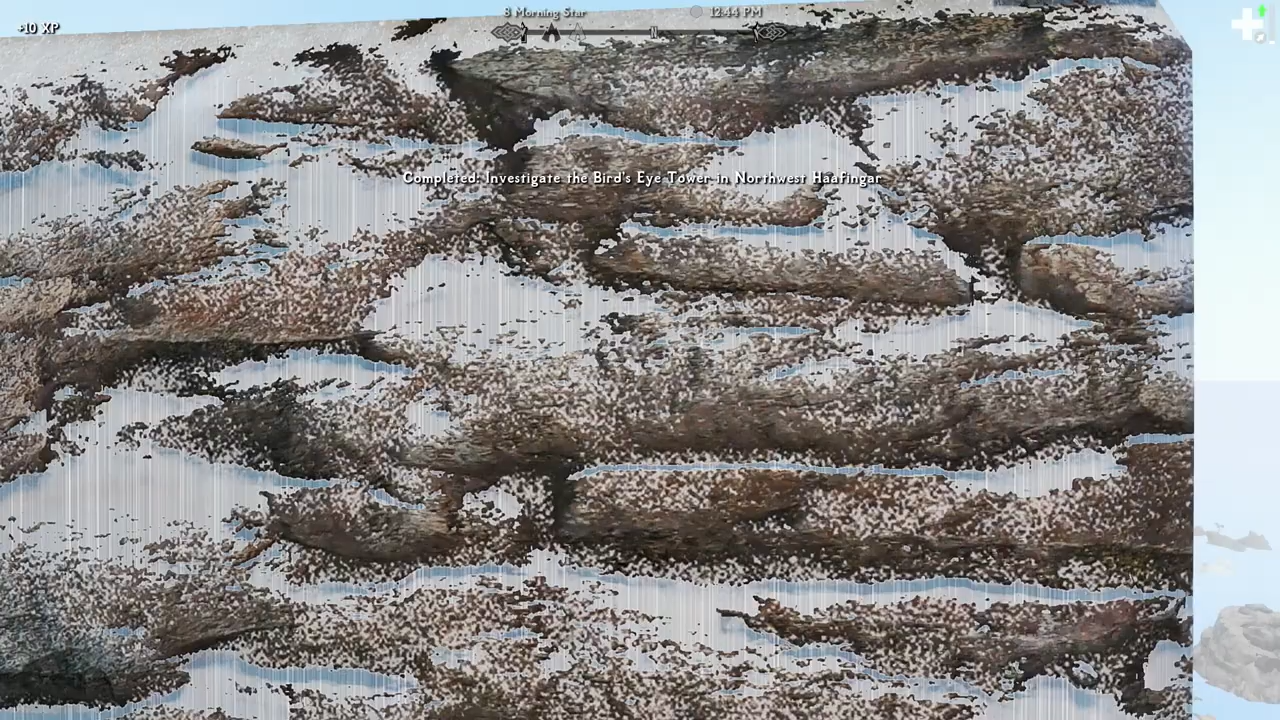 8 Morning Star 12:44 PM
+10 XP
N
Completed: Investigate the Bird's Eye Tower in Northwest Haafingar